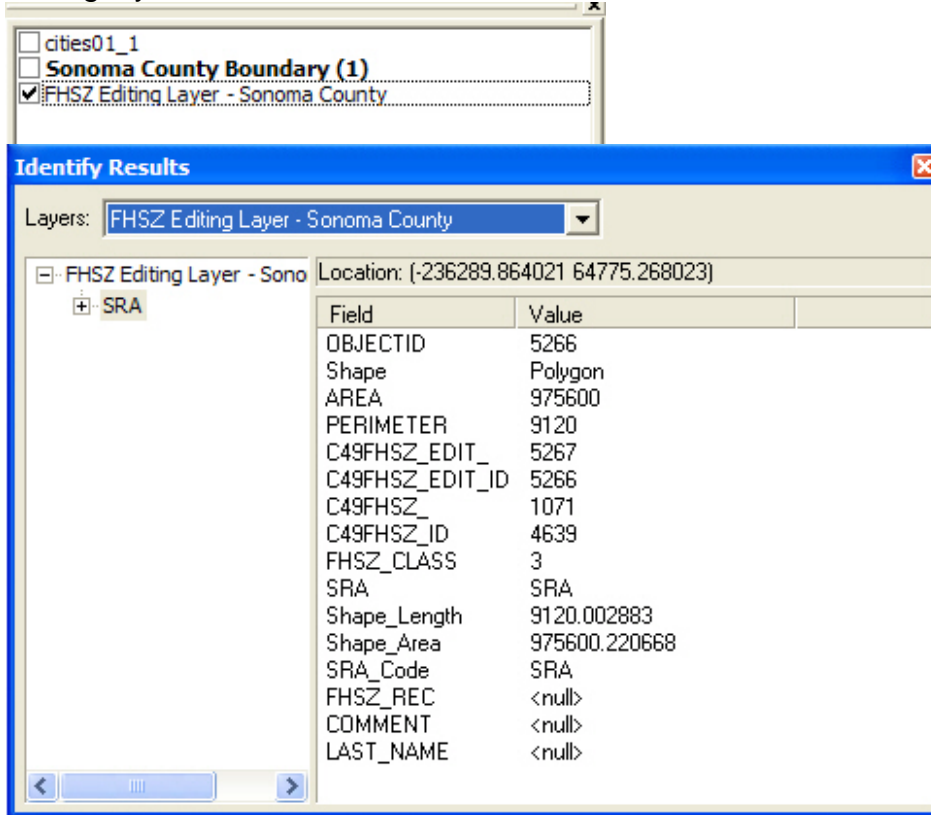 cities01_1
Sonoma County Boundary (1)
FHSZ Editing Layer - Sonoma County
Identify Results
Layers: FHSZ Editing Layer - Sonoma County
FHSZ Editing Layer - Sono
SRA
Location: (-236289.864021 64775.268023)
Field Value
OBJECTID 5266
Shape Polygon
AREA 975600
PERIMETER 9120
C49FHSZ_EDIT_ 5267
C49FHSZ_EDIT_ID 5266
C49FHSZ_ 1071
C49FHSZ_ID 4639
FHSZ_CLASS 3
SRA SRA
Shape_Length 9120.002883
Shape_Area 975600.220668
SRA_Code SRA
FHSZ_REC <null>
COMMENT <null>
LAST_NAME <null>